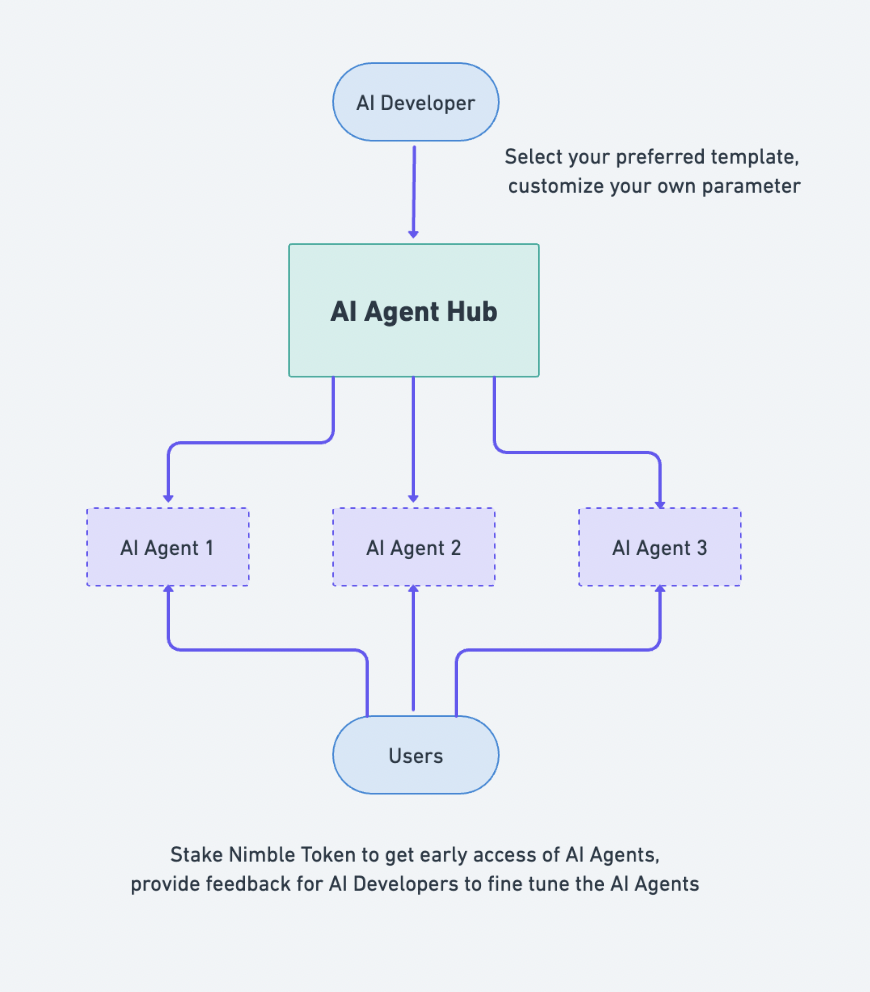 AI Developer
Select your preferred template,
customize your own parameter
AI Agent Hub
AI Agent 1
AI Agent 2
AI Agent 3
Users
Stake Nimble Token to get early access of AI Agents,
provide feedback for AI Developers to fine tune the AI Agents